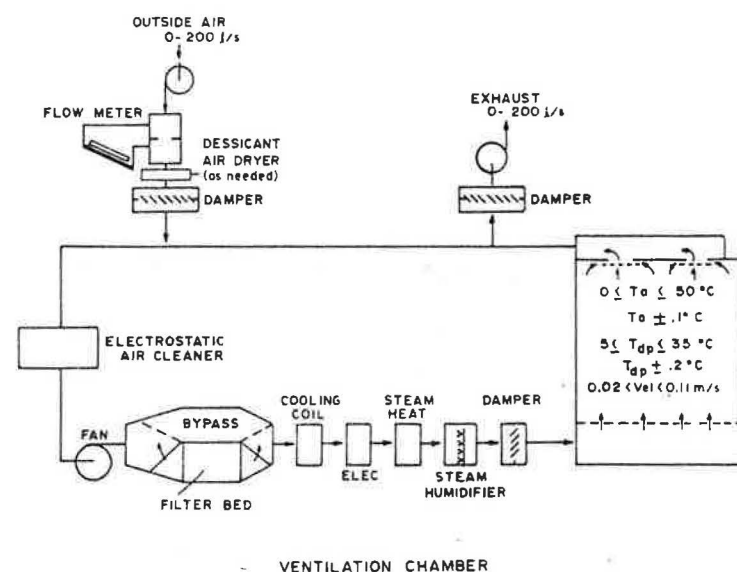 OUTSIDE AIR
0-200 l/s
FLOW METER
DESSICANT
AIR DRYER
(as needed)
DAMPER
EXHAUST
0-200 l/s
DAMPER
0 ≤ Ta ≤ 50 °C
Ta ± .1° C
5 ≤ Tdp ≤ 35 °C
Tdp ± .2° C
0.02 < Vel < 0.11 m/s
ELECTROSTATIC
AIR CLEANER
FAN
BYPASS
FILTER BED
COOLING
COIL
ELEC
STEAM
HEAT
STEAM
HUMIDIFIER
DAMPER
VENTILATION CHAMBER